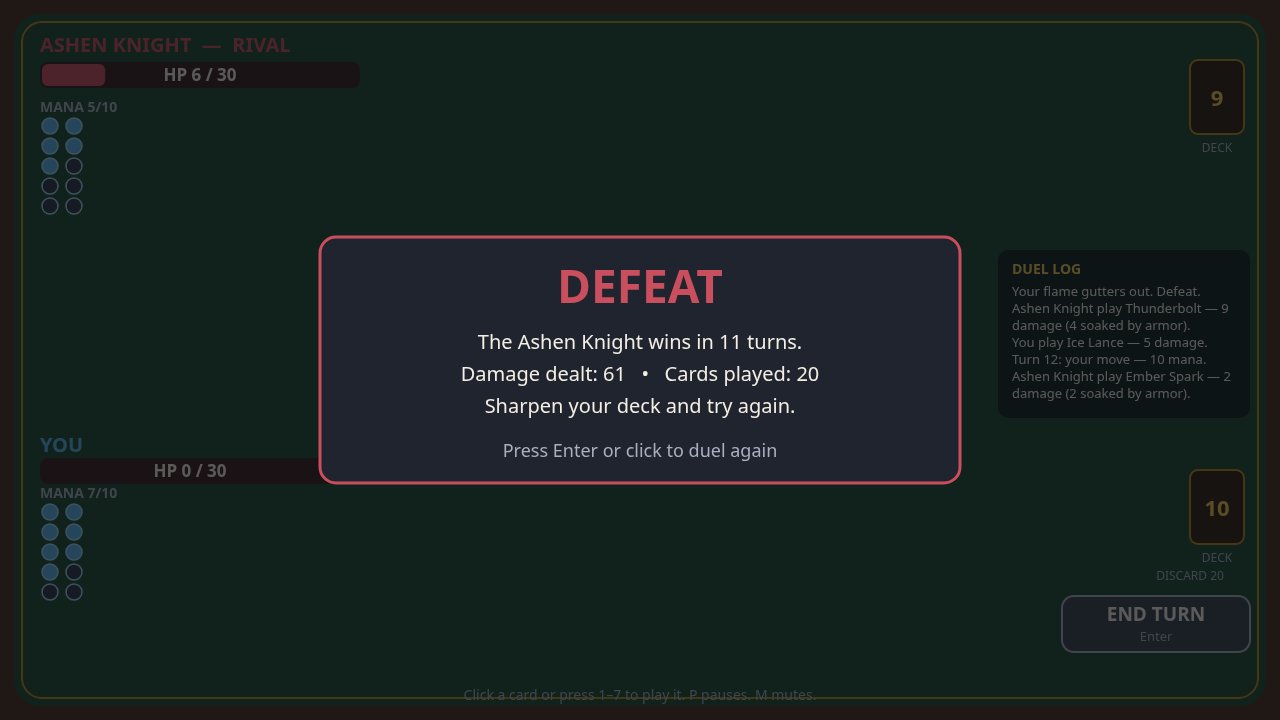 ASHEN KNIGHT — RIVAL
HP 6 / 30
MANA 5/10
9
DECK
DEFEAT
The Ashen Knight wins in 11 turns.
Damage dealt: 61 • Cards played: 20
Sharpen your deck and try again.
Press Enter or click to duel again
DUEL LOG
Your flame gutters out. Defeat.
Ashen Knight play Thunderbolt — 9
damage (4 soaked by armor).
You play Ice Lance — 5 damage.
Turn 12: your move — 10 mana.
Ashen Knight play Ember Spark — 2
damage (2 soaked by armor).
YOU
HP 0 / 30
MANA 7/10
10
DECK
DISCARD 20
END TURN
Enter
Click a card or press 1–7 to play it. P pauses. M mutes.